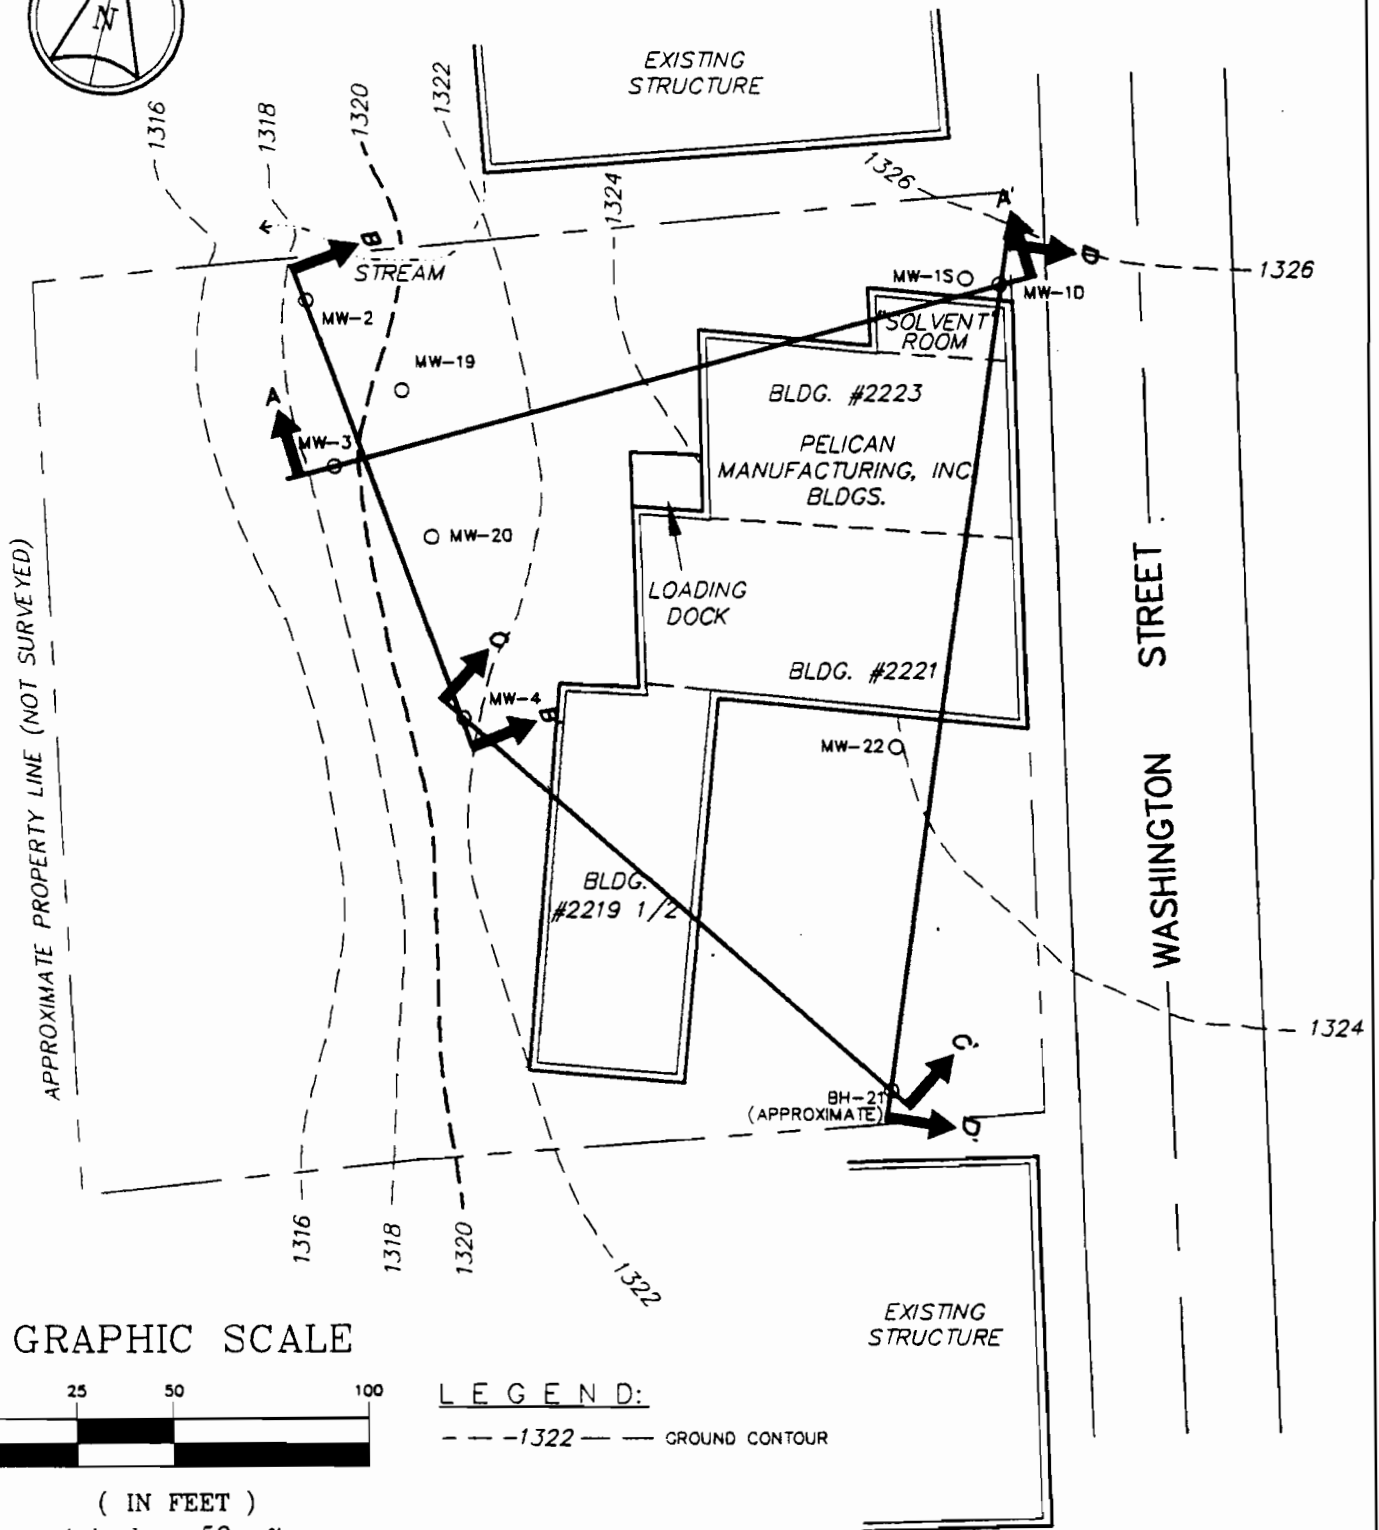 N
EXISTING
STRUCTURE
1316
1318
1320
1322
1324
1326
A'
B
STREAM
D
1326
MW-1S
MW-1D
MW-2
"SOLVENT"
ROOM
MW-19
BLDG. #2223
A
MW-3
PELICAN
MANUFACTURING, INC
BLDGS.
MW-20
LOADING
DOCK
APPROXIMATE PROPERTY LINE (NOT SURVEYED)
WASHINGTON STREET
BLDG. #2221
MW-4
MW-22
BLDG.
#2219 1/2
1324
C'
BH-21
(APPROXIMATE)
D'
1316
1318
1320
1322
EXISTING
STRUCTURE
GRAPHIC SCALE
25 50 100
( IN FEET )
LEGEND:
1322 GROUND CONTOUR